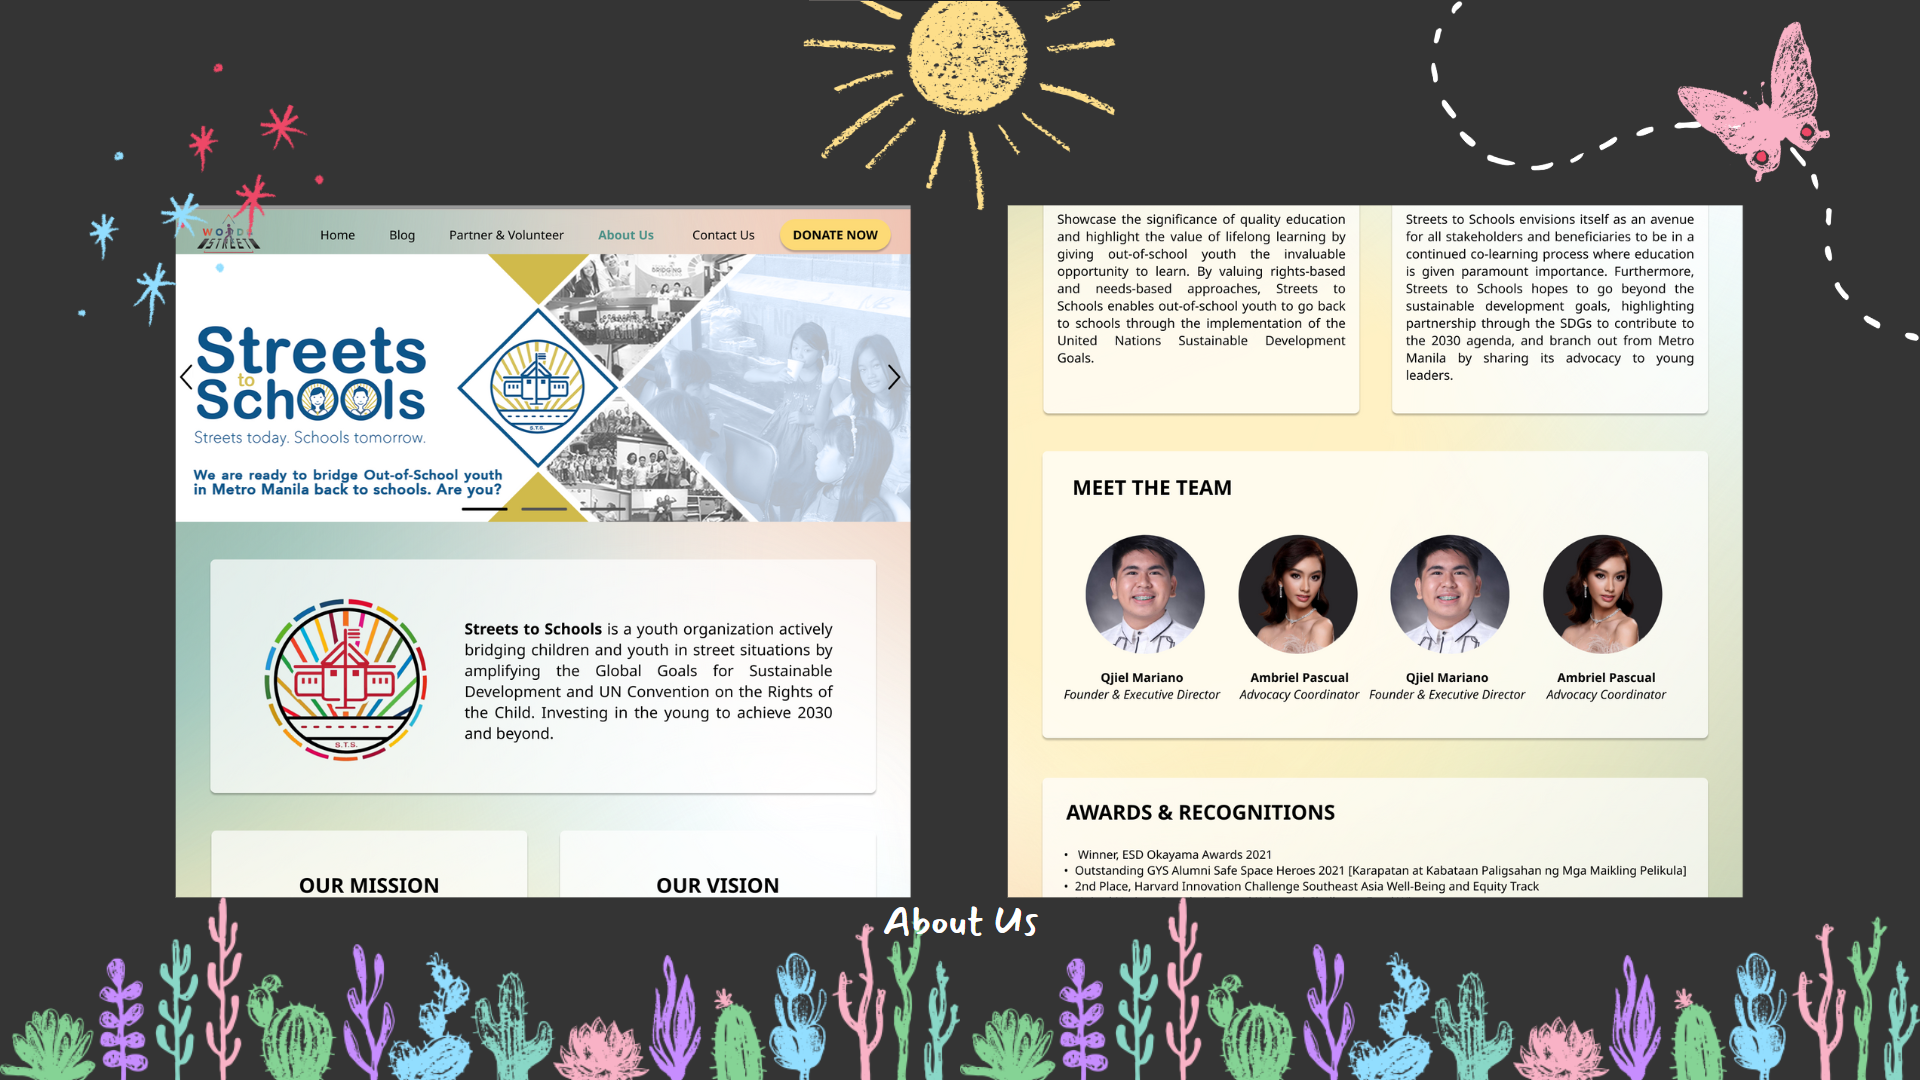 WORDS
STREET
Home Blog Partner & Volunteer About Us Contact Us DONATE NOW
Streets
to
Schools
Streets today. Schools tomorrow.
We are ready to bridge Out-of-School youth
in Metro Manila back to schools. Are you?
S.T.S.
BRIDGING
Streets to Schools is a youth organization actively
bridging children and youth in street situations by
amplifying the Global Goals for Sustainable
Development and UN Convention on the Rights of
the Child. Investing in the young to achieve 2030
and beyond.
S.T.S.
OUR MISSION
OUR VISION
Showcase the significance of quality education
and highlight the value of lifelong learning by
giving out-of-school youth the invaluable
opportunity to learn. By valuing rights-based
and needs-based approaches, Streets to
Schools enables out-of-school youth to go back
to schools through the implementation of the
United Nations Sustainable Development
Goals.
Streets to Schools envisions itself as an avenue
for all stakeholders and beneficiaries to be in a
continued co-learning process where education
is given paramount importance. Furthermore,
Streets to Schools hopes to go beyond the
sustainable development goals, highlighting
partnership through the SDGs to contribute to
the 2030 agenda, and branch out from Metro
Manila by sharing its advocacy to young
leaders.
MEET THE TEAM
Qjiel Mariano
Founder & Executive Director
Ambriel Pascual
Advocacy Coordinator
Qjiel Mariano
Founder & Executive Director
Ambriel Pascual
Advocacy Coordinator
AWARDS & RECOGNITIONS
• Winner, ESD Okayama Awards 2021
• Outstanding GYS Alumni Safe Space Heroes 2021 [Karapatan at Kabataan Paligsahan ng Mga Maikling Pelikula]
• 2nd Place, Harvard Innovation Challenge Southeast Asia Well-Being and Equity Track
About Us